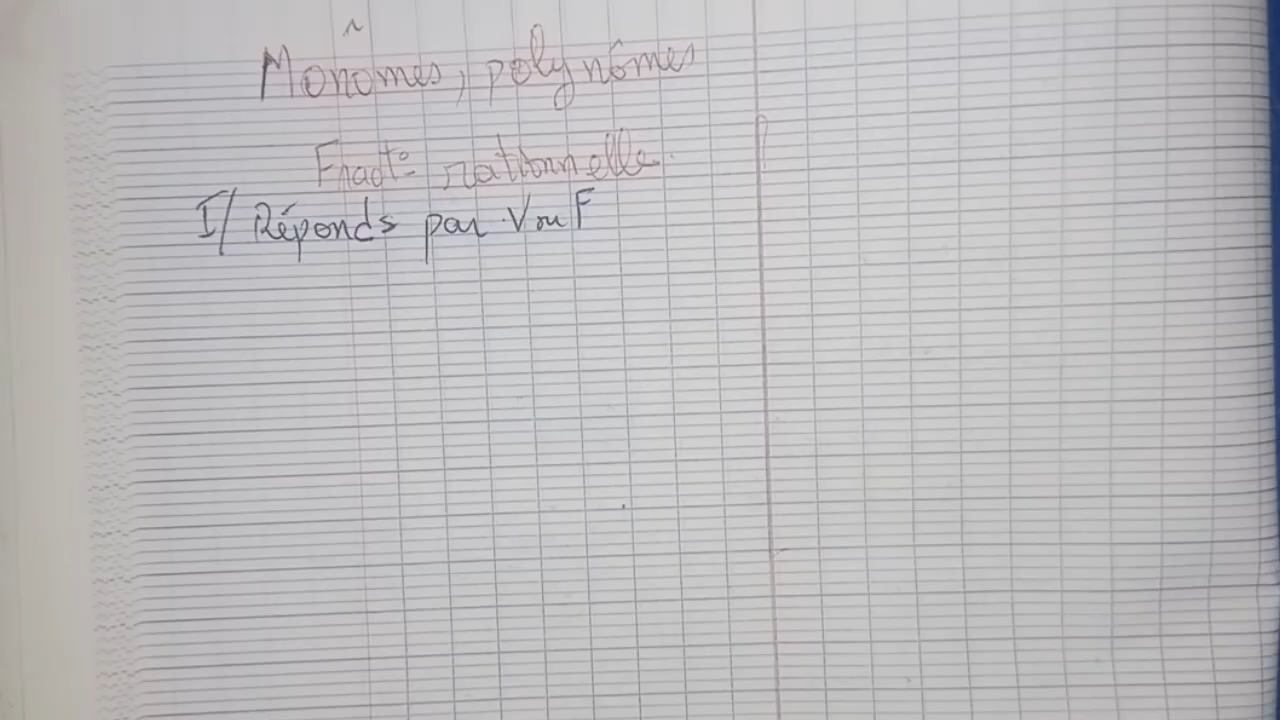 Monômes, polynômes
Fract° rationnelle.
I/ Réponds par V ou F